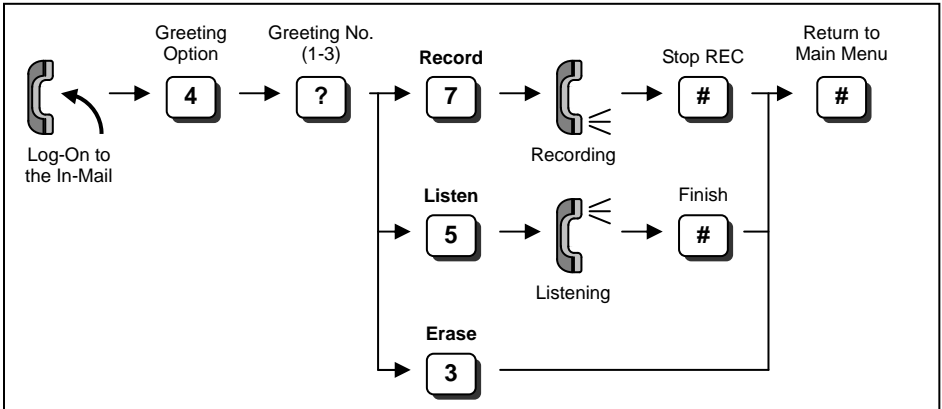 Greeting
Option
Greeting No.
(1-3)
Record
Stop REC
Return to
Main Menu
4
?
7
#
#
Log-On to
the In-Mail
Recording
Listen
Finish
5
#
Listening
Erase
3